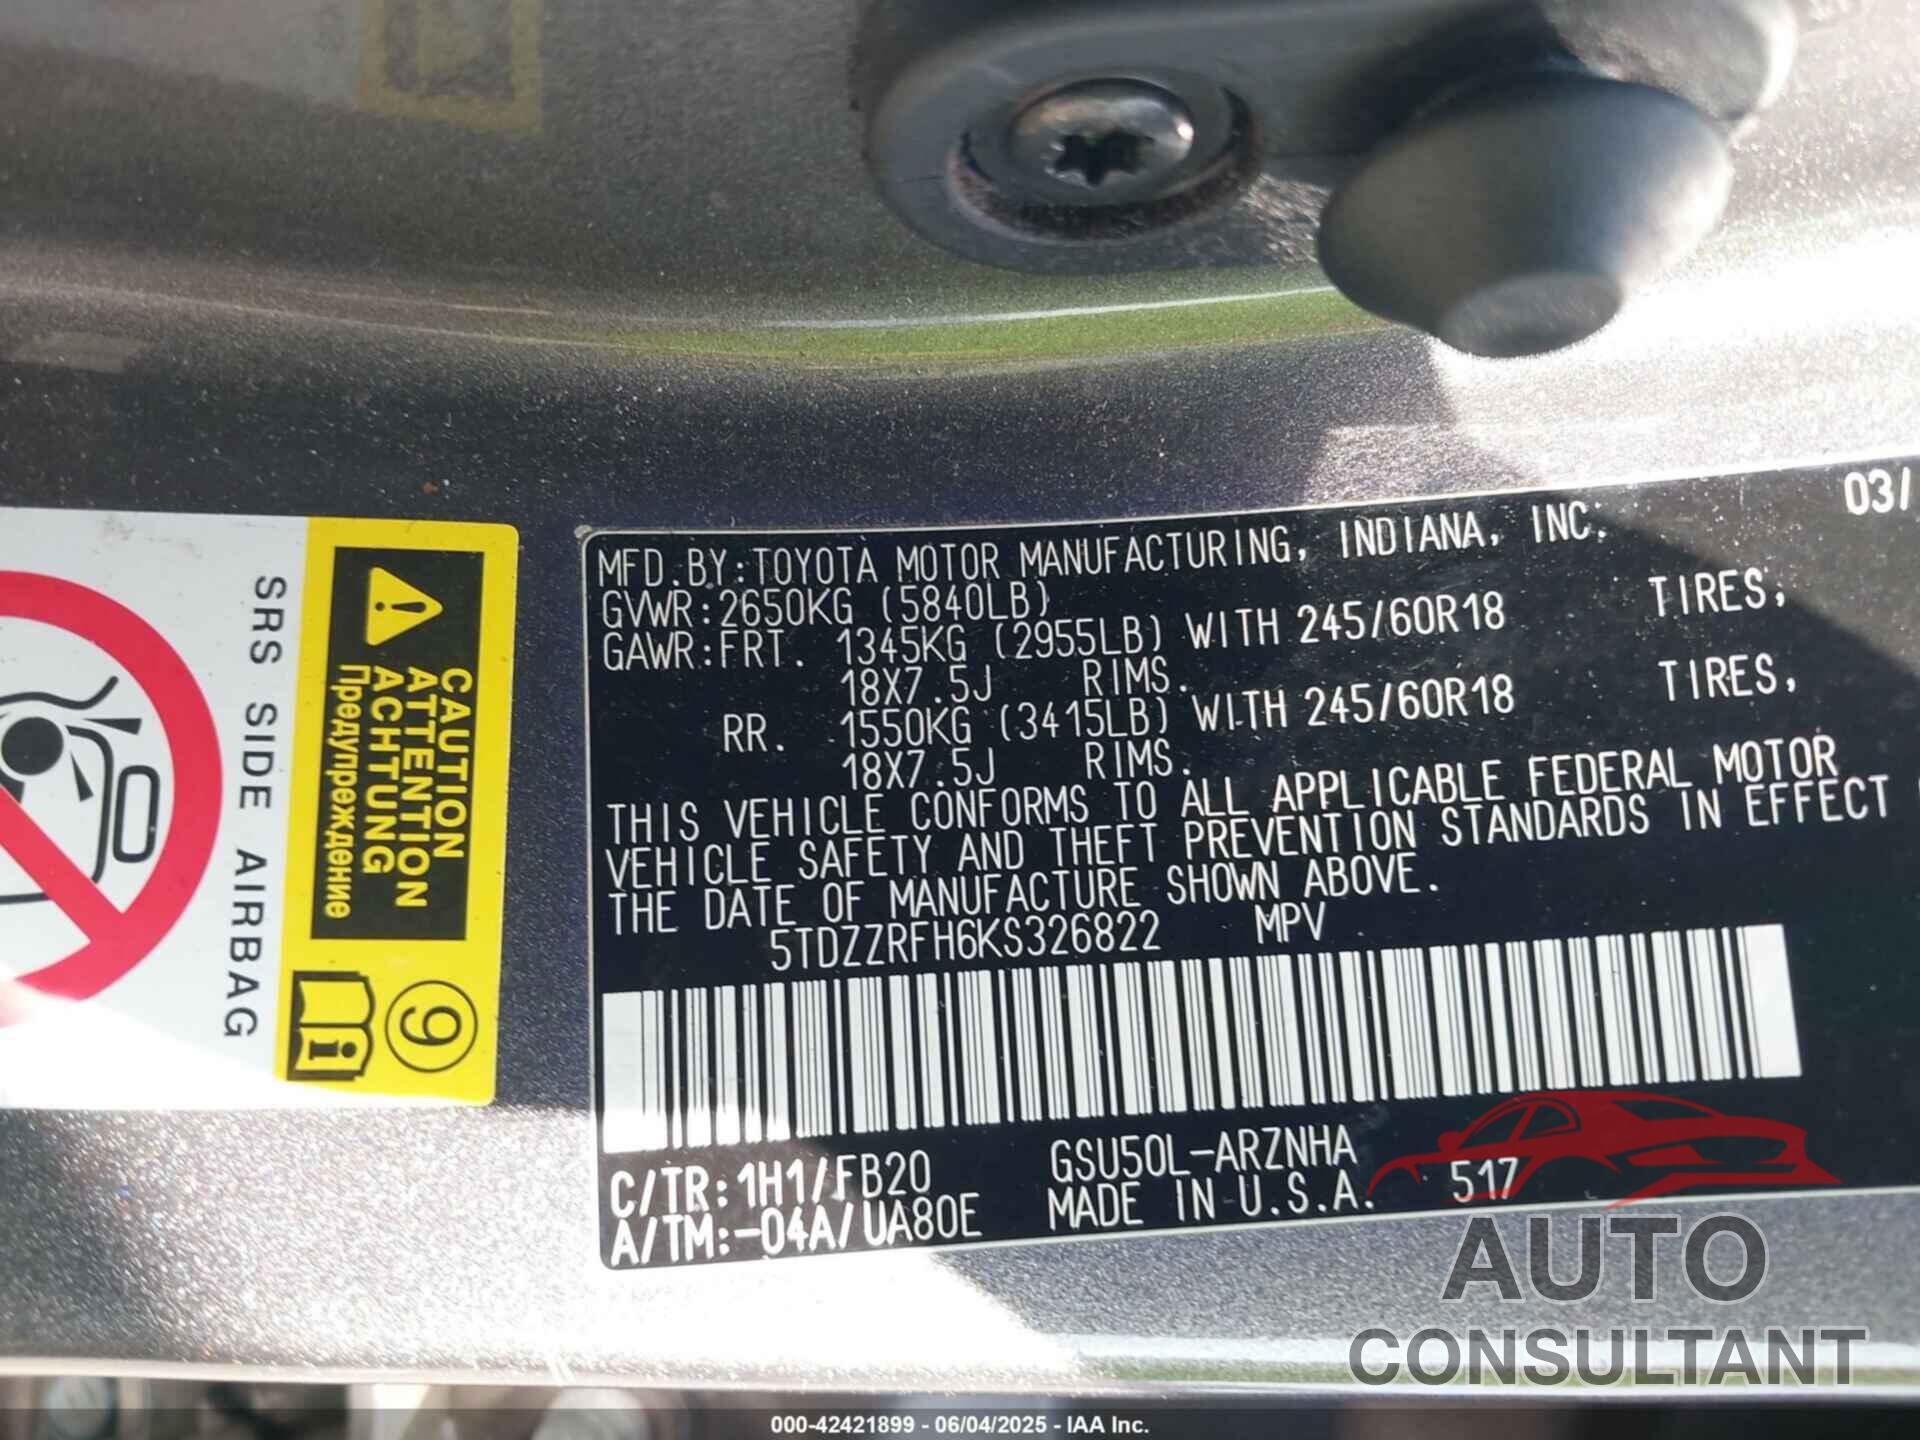 03/
MFD.BY:TOYOTA MOTOR MANUFACTURING, INDIANA, INC.
GVWR:2650KG (5840LB)
GAWR:FRT. 1345KG (2955LB) WITH 245/60R18 TIRES,
18X7.5J RIMS.
RR. 1550KG (3415LB) WITH 245/60R18 TIRES,
18X7.5J RIMS.
THIS VEHICLE CONFORMS TO ALL APPLICABLE FEDERAL MOTOR
VEHICLE SAFETY AND THEFT PREVENTION STANDARDS IN EFFECT
THE DATE OF MANUFACTURE SHOWN ABOVE.
5TDZZRFH6KS326822 MPV
C/TR:1H1/FB20 GSU50L-ARZNHA
A/TM:-04A/UA80E MADE IN U.S.A. 517
CAUTION
ATTENTION
ACHTUNG
Предупреждение
9
i
SRS SIDE AIRBAG
AUTO
CONSULTANT
000-42421899 - 06/04/2025 - IAA Inc.